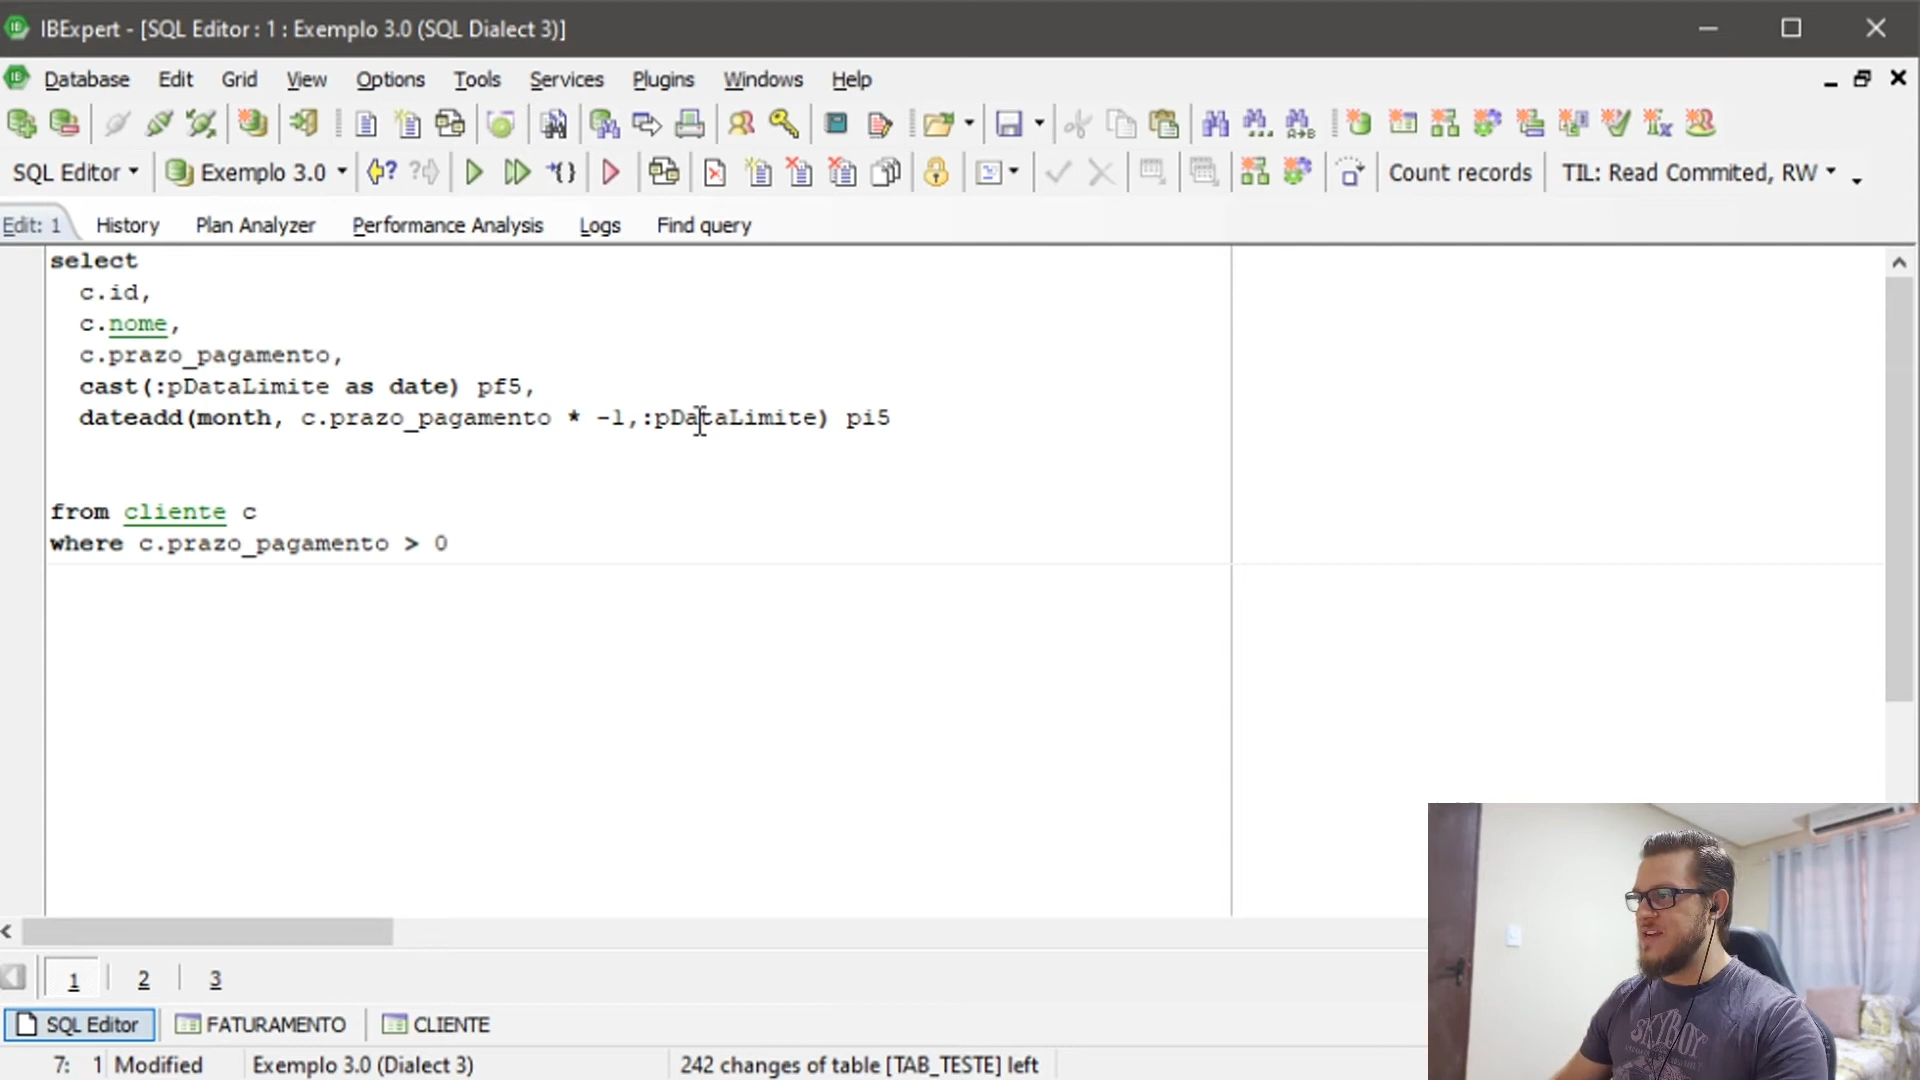 IBExpert - [SQL Editor : 1 : Exemplo 3.0 (SQL Dialect 3)]
Database Edit Grid View Options Tools Services Plugins Windows Help
SQL Editor Exemplo 3.0 Count records TIL: Read Commited, RW
Edit: 1 History Plan Analyzer Performance Analysis Logs Find query
select
c.id,
c.nome,
c.prazo_pagamento,
cast(:pDataLimite as date) pf5,
dateadd(month, c.prazo_pagamento * -1,:pDataLimite) pi5
from cliente c
where c.prazo_pagamento > 0
1 2 3
SQL Editor FATURAMENTO CLIENTE
7: 1 Modified Exemplo 3.0 (Dialect 3) 242 changes of table [TAB_TESTE] left
SKYBOY